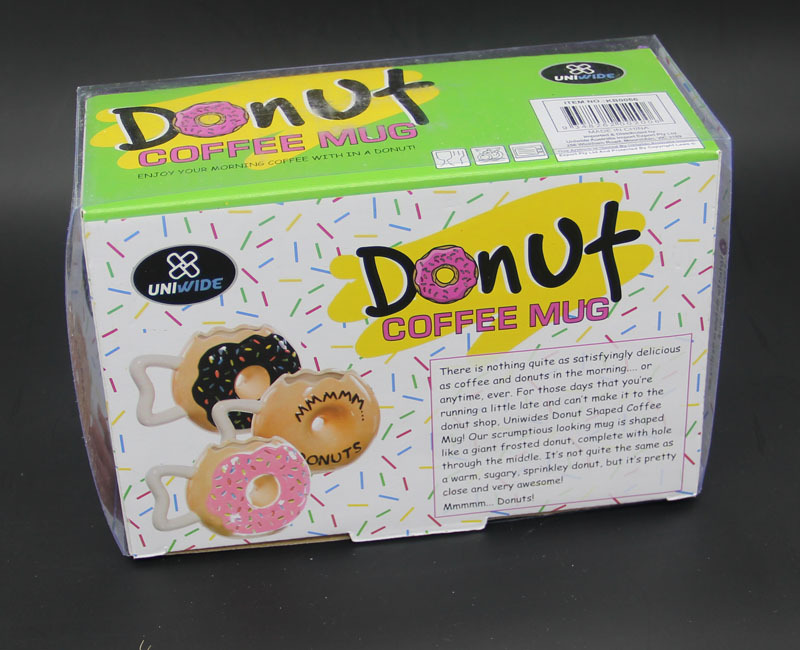 Donut
COFFEE MUG
ENJOY YOUR MORNING COFFEE WITH IN A DONUT!
UNIWIDE
ITEM NO.
MADE IN CHINA
Imported & Distributed by
UNIWIDE
Donut
COFFEE MUG
MMMMM...
DONUTS
There is nothing quite as satisfyingly delicious
as coffee and donuts in the morning.... or
anytime, ever. For those days that you're
running a little late and can't make it to the
donut shop, Uniwides Donut Shaped Coffee
Mug! Our scrumptious looking mug is shaped
like a giant frosted donut, complete with hole
through the middle. It's not quite the same as
a warm, sugary, sprinkley donut, but it's pretty
close and very awesome!
Mmmmm... Donuts!